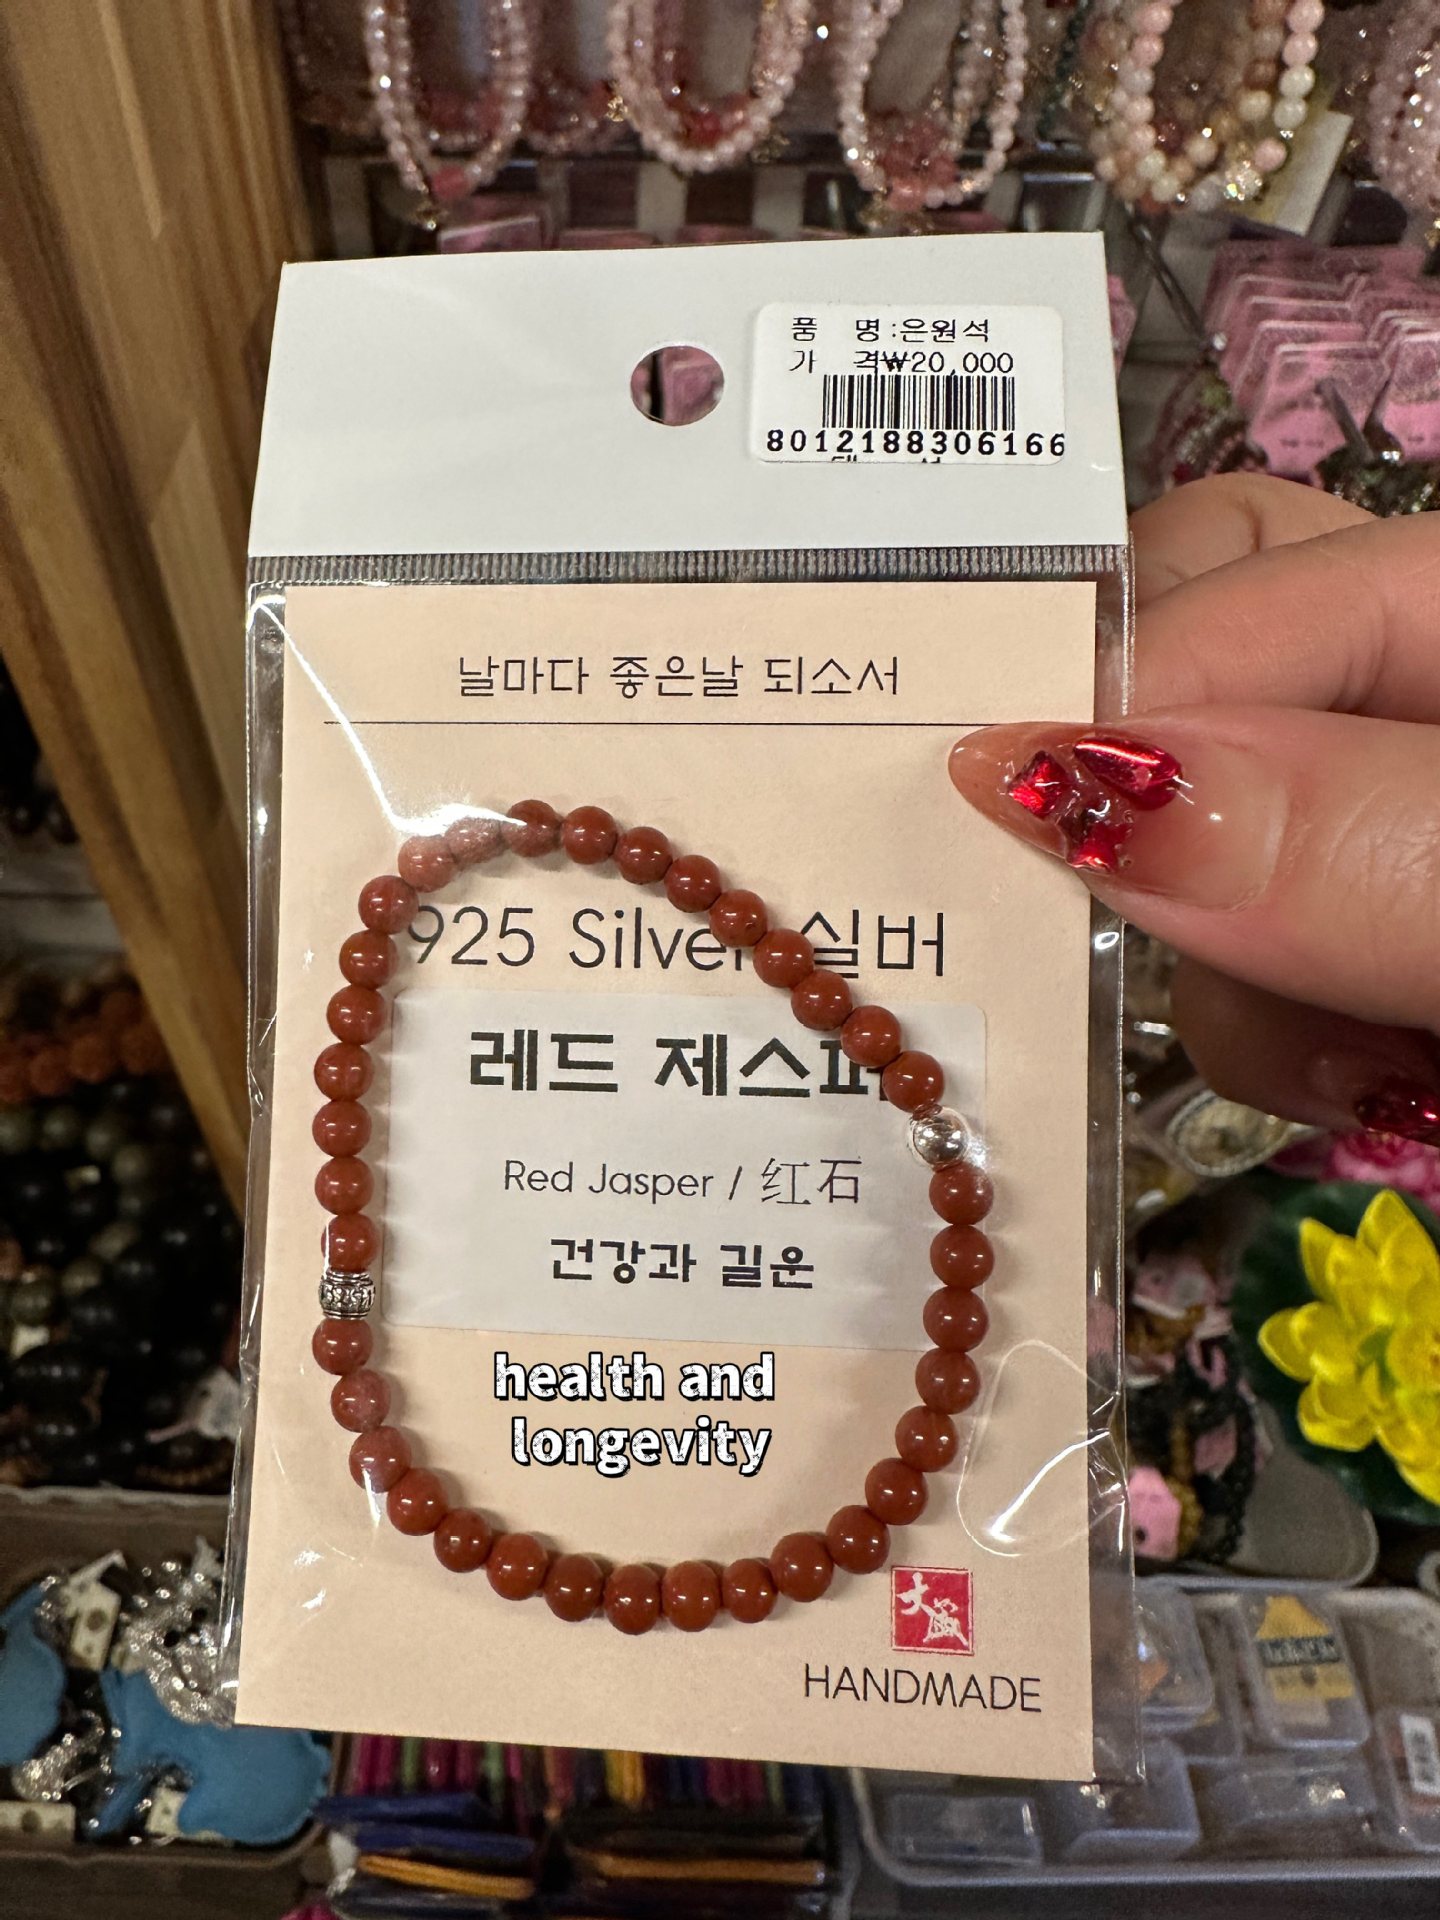 품 명:은원석
가 격₩20,000
8012188306166
날마다 좋은날 되소서
925 Silver 실버
레드 제스퍼
Red Jasper / 红石
건강과 길운
health and
longevity
HANDMADE